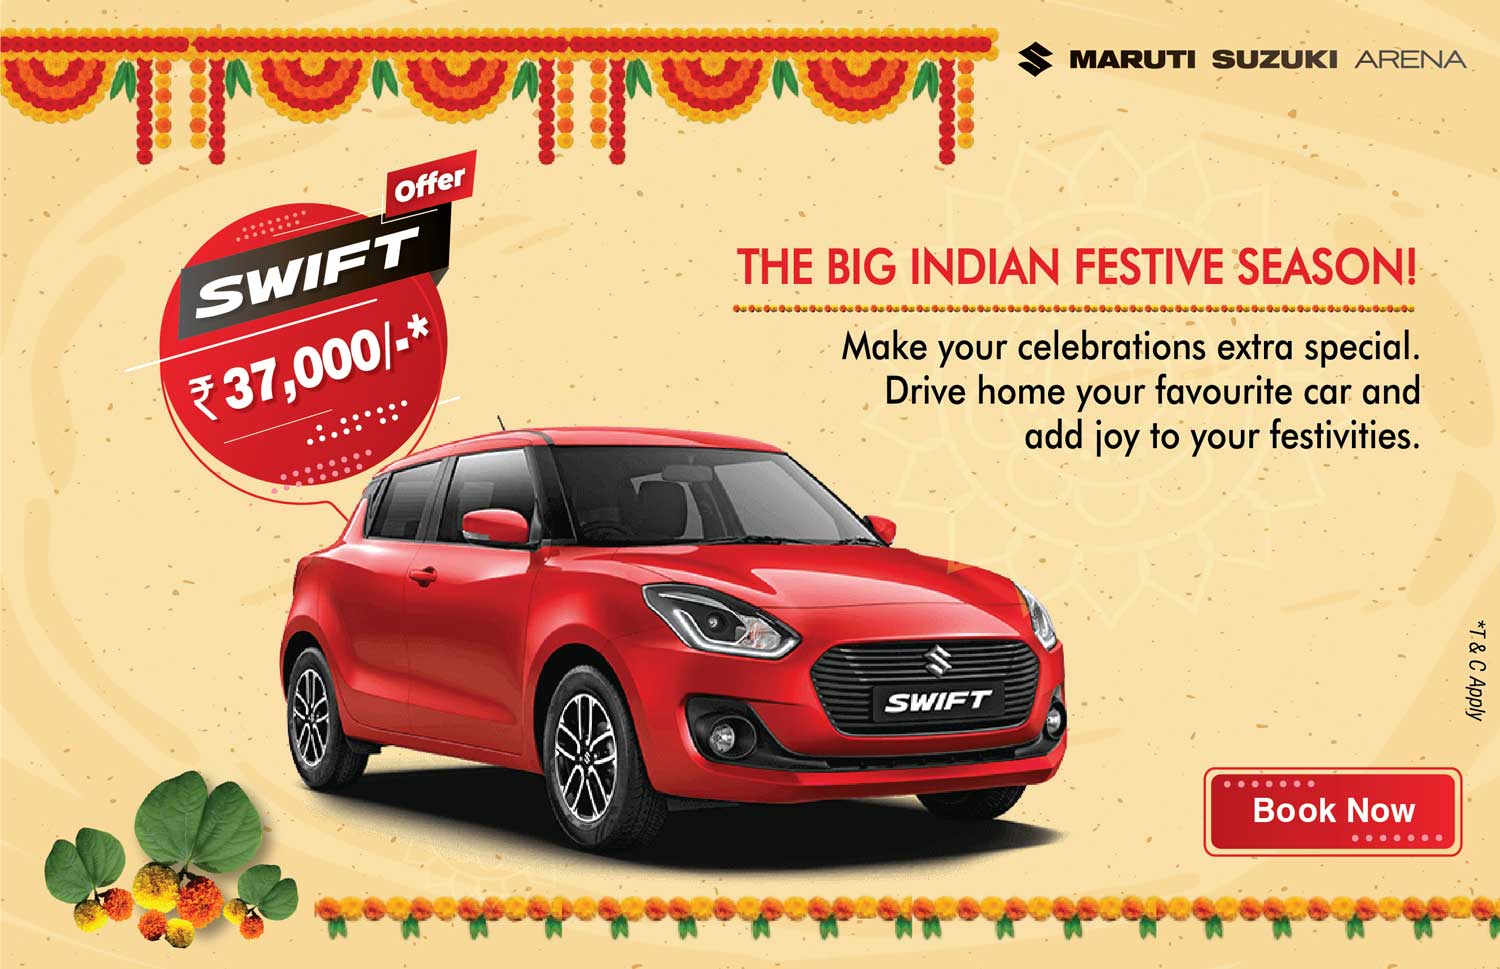 MARUTI SUZUKI ARENA
Offer
SWIFT
₹ 37,000/-*
THE BIG INDIAN FESTIVE SEASON!
Make your celebrations extra special.
Drive home your favourite car and
add joy to your festivities.
SWIFT
*T & C Apply
Book Now